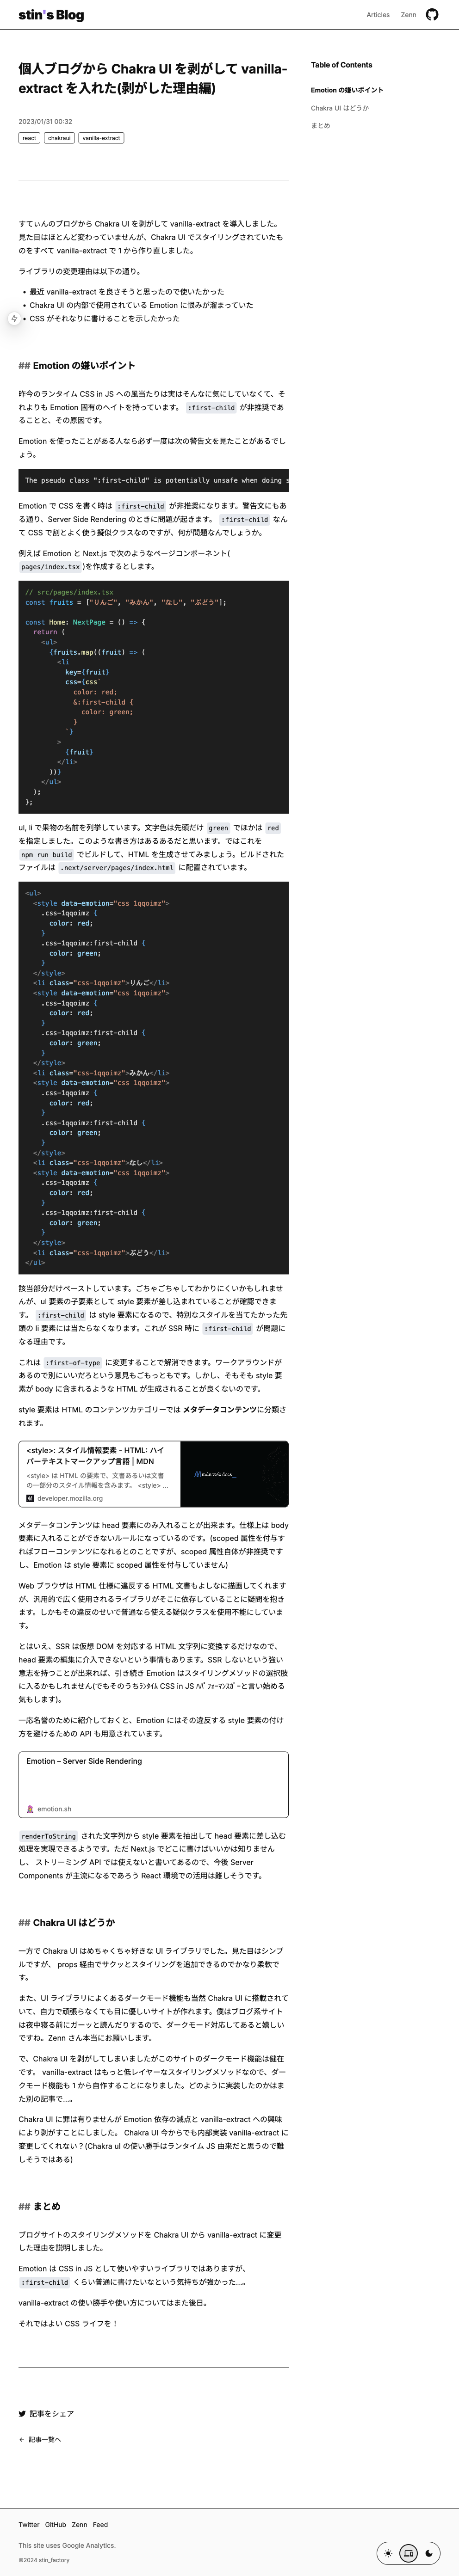 stin's Blog
Articles
Zenn
個人ブログから Chakra UI を剥がして vanilla-
extract を入れた(剥がした理由編)
2023/01/31 00:32
react
chakraui
vanilla-extract
Table of Contents
Emotion の嫌いポイント
Chakra UI はどうか
まとめ
すてぃんのブログから Chakra UI を剥がして vanilla-extract を導入しました。
見た目はほとんど変わっていませんが、Chakra UI でスタイリングされていたも
のをすべて vanilla-extract で 1 から作り直しました。
ライブラリの変更理由は以下の通り。
• 最近 vanilla-extract を良さそうと思ったので使いたかった
• Chakra UI の内部で使用されている Emotion に恨みが溜まっていた
• CSS がそれなりに書けることを示したかった
## Emotion の嫌いポイント
昨今のランタイム CSS in JS への風当たりは実はそんなに気にしていなくて、そ
れよりも Emotion 固有のヘイトを持っています。 :first-child が非推奨であ
ることと、その原因です。
Emotion を使ったことがある人なら必ず一度は次の警告文を見たことがあるでし
ょう。
The pseudo class ":first-child" is potentially unsafe when doing s
Emotion で CSS を書く時は :first-child が非推奨になります。警告文にもあ
る通り、Server Side Rendering のときに問題が起きます。 :first-child なん
て CSS で割とよく使う擬似クラスなのですが、何が問題なんでしょうか。
例えば Emotion と Next.js で次のようなページコンポーネント(
pages/index.tsx )を作成するとします。
// src/pages/index.tsx
const fruits = ["りんご", "みかん", "なし", "ぶどう"];
const Home: NextPage = () => {
return (
<ul>
{fruits.map((fruit) => (
<li
key={fruit}
css={css`
color: red;
&:first-child {
color: green;
}
`}
>
{fruit}
</li>
))}
</ul>
);
};
ul, li で果物の名前を列挙しています。文字色は先頭だけ green でほかは red
を指定しました。このような書き方はあるあるだと思います。ではこれを
npm run build でビルドして、HTML を生成させてみましょう。ビルドされた
ファイルは .next/server/pages/index.html に配置されています。
<ul>
<style data-emotion="css 1qqoimz">
.css-1qqoimz {
color: red;
}
.css-1qqoimz:first-child {
color: green;
}
</style>
<li class="css-1qqoimz">りんご</li>
<style data-emotion="css 1qqoimz">
.css-1qqoimz {
color: red;
}
.css-1qqoimz:first-child {
color: green;
}
</style>
<li class="css-1qqoimz">みかん</li>
<style data-emotion="css 1qqoimz">
.css-1qqoimz {
color: red;
}
.css-1qqoimz:first-child {
color: green;
}
</style>
<li class="css-1qqoimz">なし</li>
<style data-emotion="css 1qqoimz">
.css-1qqoimz {
color: red;
}
.css-1qqoimz:first-child {
color: green;
}
</style>
<li class="css-1qqoimz">ぶどう</li>
</ul>
該当部分だけペーストしています。ごちゃごちゃしてわかりにくいかもしれませ
んが、ul 要素の子要素として style 要素が差し込まれていることが確認できま
す。 :first-child は style 要素になるので、特別なスタイルを当てたかった先
頭の li 要素には当たらなくなります。これが SSR 時に :first-child が問題に
なる理由です。
これは :first-of-type に変更することで解消できます。ワークアラウンドが
あるので別にいいだろという意見もごもっともです。しかし、そもそも style 要
素が body に含まれるような HTML が生成されることが良くないのです。
style 要素は HTML のコンテンツカテゴリーでは メタデータコンテンツに分類さ
れます。
<style>: スタイル情報要素 - HTML: ハイ
パーテキストマークアップ言語 | MDN
<style> は HTML の要素で、文書あるいは文書
の一部分のスタイル情報を含みます。 <style> ...
developer.mozilla.org
mdn web docs_
メタデータコンテンツは head 要素にのみ入れることが出来ます。仕様上は body
要素に入れることができないルールになっているのです。(scoped 属性を付与す
ればフローコンテンツになれるとのことですが、scoped 属性自体が非推奨です
し、Emotion は style 要素に scoped 属性を付与していません)
Web ブラウザは HTML 仕様に違反する HTML 文書もよしなに描画してくれます
が、汎用的で広く使用されるライブラリがそこに依存していることに疑問を抱き
ます。しかもその違反のせいで普通なら使える疑似クラスを使用不能にしていま
す。
とはいえ、SSR は仮想 DOM を対応する HTML 文字列に変換するだけなので、
head 要素の編集に介入できないという事情もあります。SSR しないという強い
意志を持つことが出来れば、引き続き Emotion はスタイリングメソッドの選択肢
に入るかもしれません(でもそのうちﾗﾝﾀｲﾑ CSS in JS ﾊﾊﾟﾌｫｰﾏﾝｽｶﾞｰと言い始める
気もします)。
一応名誉のために紹介しておくと、Emotion にはその違反する style 要素の付け
方を避けるための API も用意されています。
Emotion – Server Side Rendering
emotion.sh
renderToString された文字列から style 要素を抽出して head 要素に差し込む
処理を実現できるようです。ただ Next.js でどこに書けばいいかは知りません
し、 ストリーミング API では使えないと書いてあるので、今後 Server
Components が主流になるであろう React 環境での活用は難しそうです。
## Chakra UI はどうか
一方で Chakra UI はめちゃくちゃ好きな UI ライブラリでした。見た目はシンプ
ルですが、 props 経由でサクッとスタイリングを追加できるのでかなり柔軟で
す。
また、UI ライブラリによくあるダークモード機能も当然 Chakra UI に搭載されて
いて、自力で頑張らなくても目に優しいサイトが作れます。僕はブログ系サイト
は夜中寝る前にガーッと読んだりするので、ダークモード対応してあると嬉しい
ですね。Zenn さん本当にお願いします。
で、Chakra UI を剥がしてしまいましたがこのサイトのダークモード機能は健在
です。 vanilla-extract はもっと低レイヤーなスタイリングメソッドなので、ダー
クモード機能も 1 から自作することになりました。どのように実装したのかはま
た別の記事で…。
Chakra UI に罪は有りませんが Emotion 依存の減点と vanilla-extract への興味
により剥がすことにしました。 Chakra UI 今からでも内部実装 vanilla-extract に
変更してくれない？(Chakra uI の使い勝手はランタイム JS 由来だと思うので難
しそうではある)
## まとめ
ブログサイトのスタイリングメソッドを Chakra UI から vanilla-extract に変更
した理由を説明しました。
Emotion は CSS in JS として使いやすいライブラリではありますが、
:first-child くらい普通に書けたいなという気持ちが強かった…。
vanilla-extract の使い勝手や使い方についてはまた後日。
それではよい CSS ライフを！
記事をシェア
← 記事一覧へ
Twitter
GitHub
Zenn
Feed
This site uses Google Analytics.
©2024 stin_factory